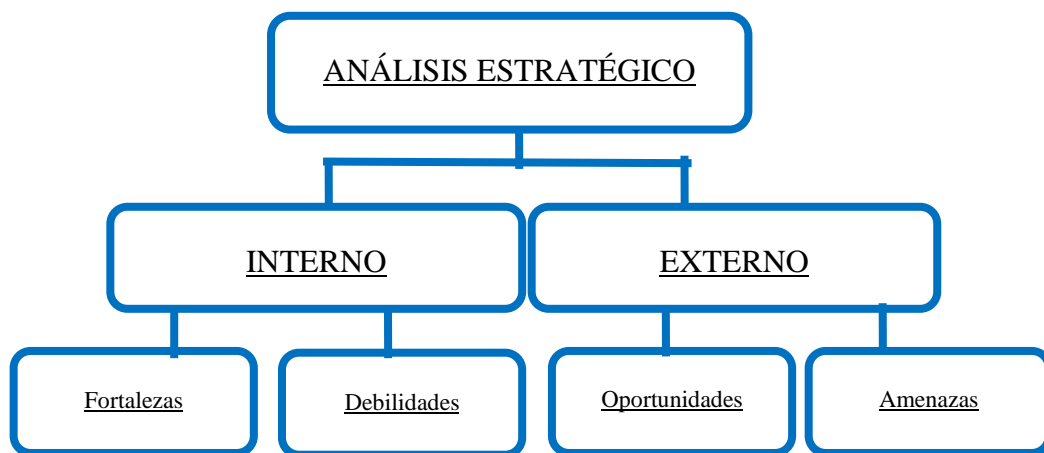 ANÁLISIS ESTRATÉGICO
INTERNO
EXTERNO
Fortalezas
Debilidades
Oportunidades
Amenazas